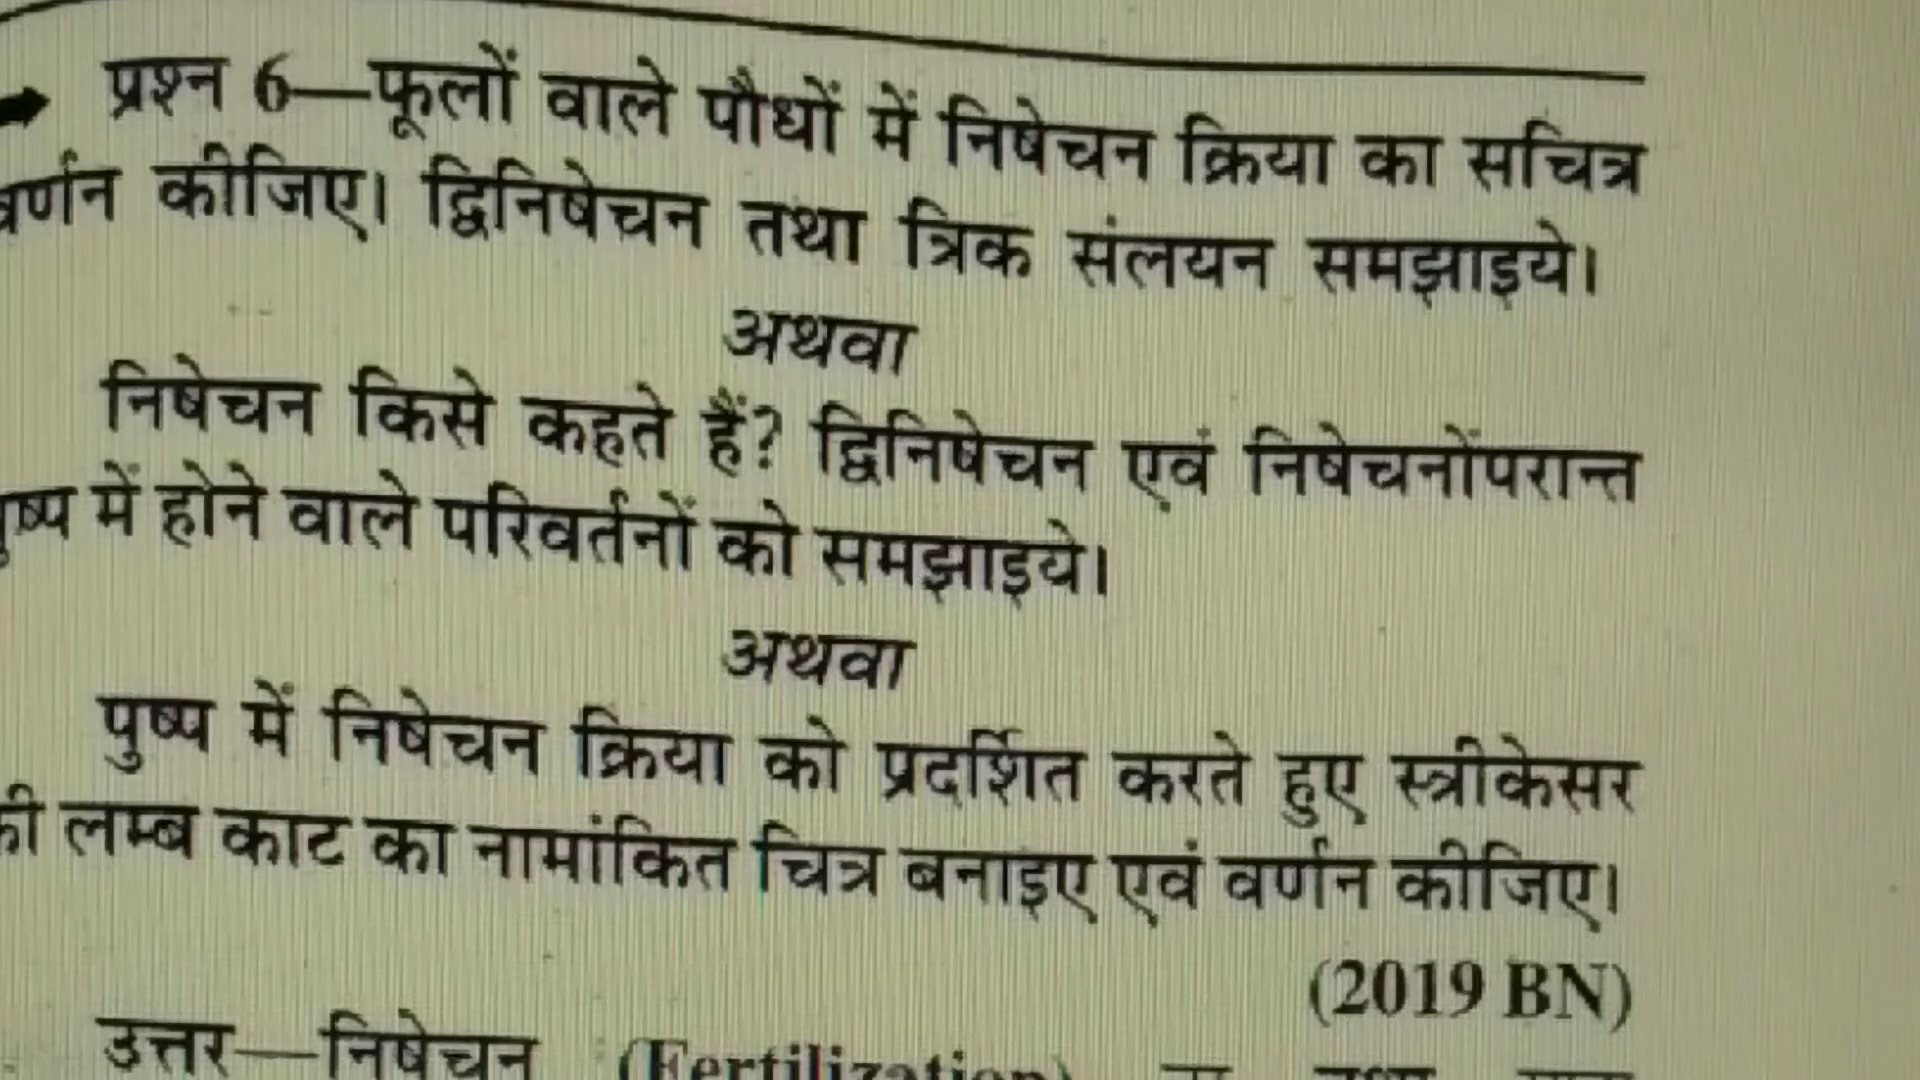 प्रश्न 6—फूलों वाले पौधों में निषेचन क्रिया का सचित्र
वर्णन कीजिए। द्विनिषेचन तथा त्रिक संलयन समझाइये।
अथवा
निषेचन किसे कहते हैं? द्विनिषेचन एवं निषेचनोंपरान्त
पुष्प में होने वाले परिवर्तनों को समझाइये।
अथवा
पुष्प में निषेचन क्रिया को प्रदर्शित करते हुए स्त्रीकेसर
की लम्ब काट का नामांकित चित्र बनाइए एवं वर्णन कीजिए।
(2019 BN)
उत्तर—निषेचन (Fertilization)